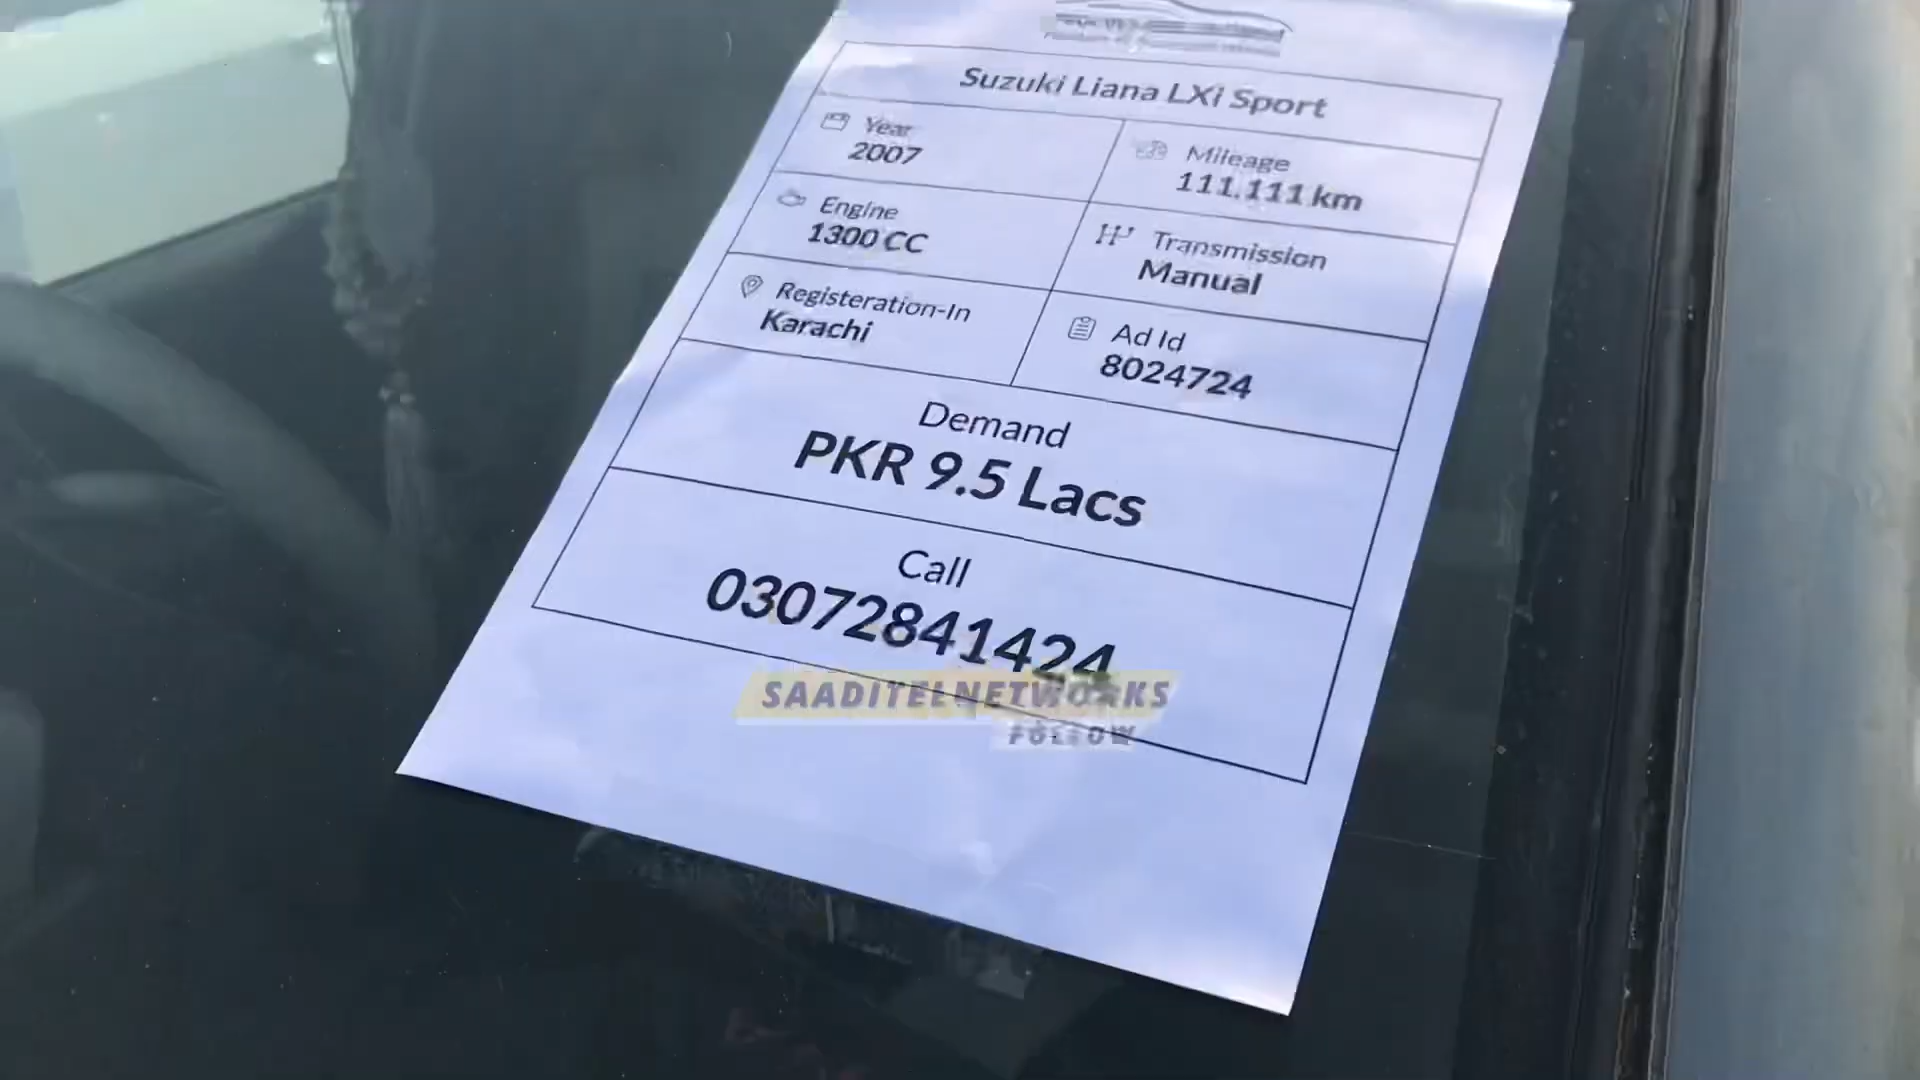 Suzuki Liana LXi Sport
Year
2007
Mileage
111,111 km
Engine
1300 CC
Transmission
Manual
Registeration-In
Karachi
Ad Id
8024724
Demand
PKR 9.5 Lacs
Call
03072841424
SAADITELNETWORKS
FOLLOW